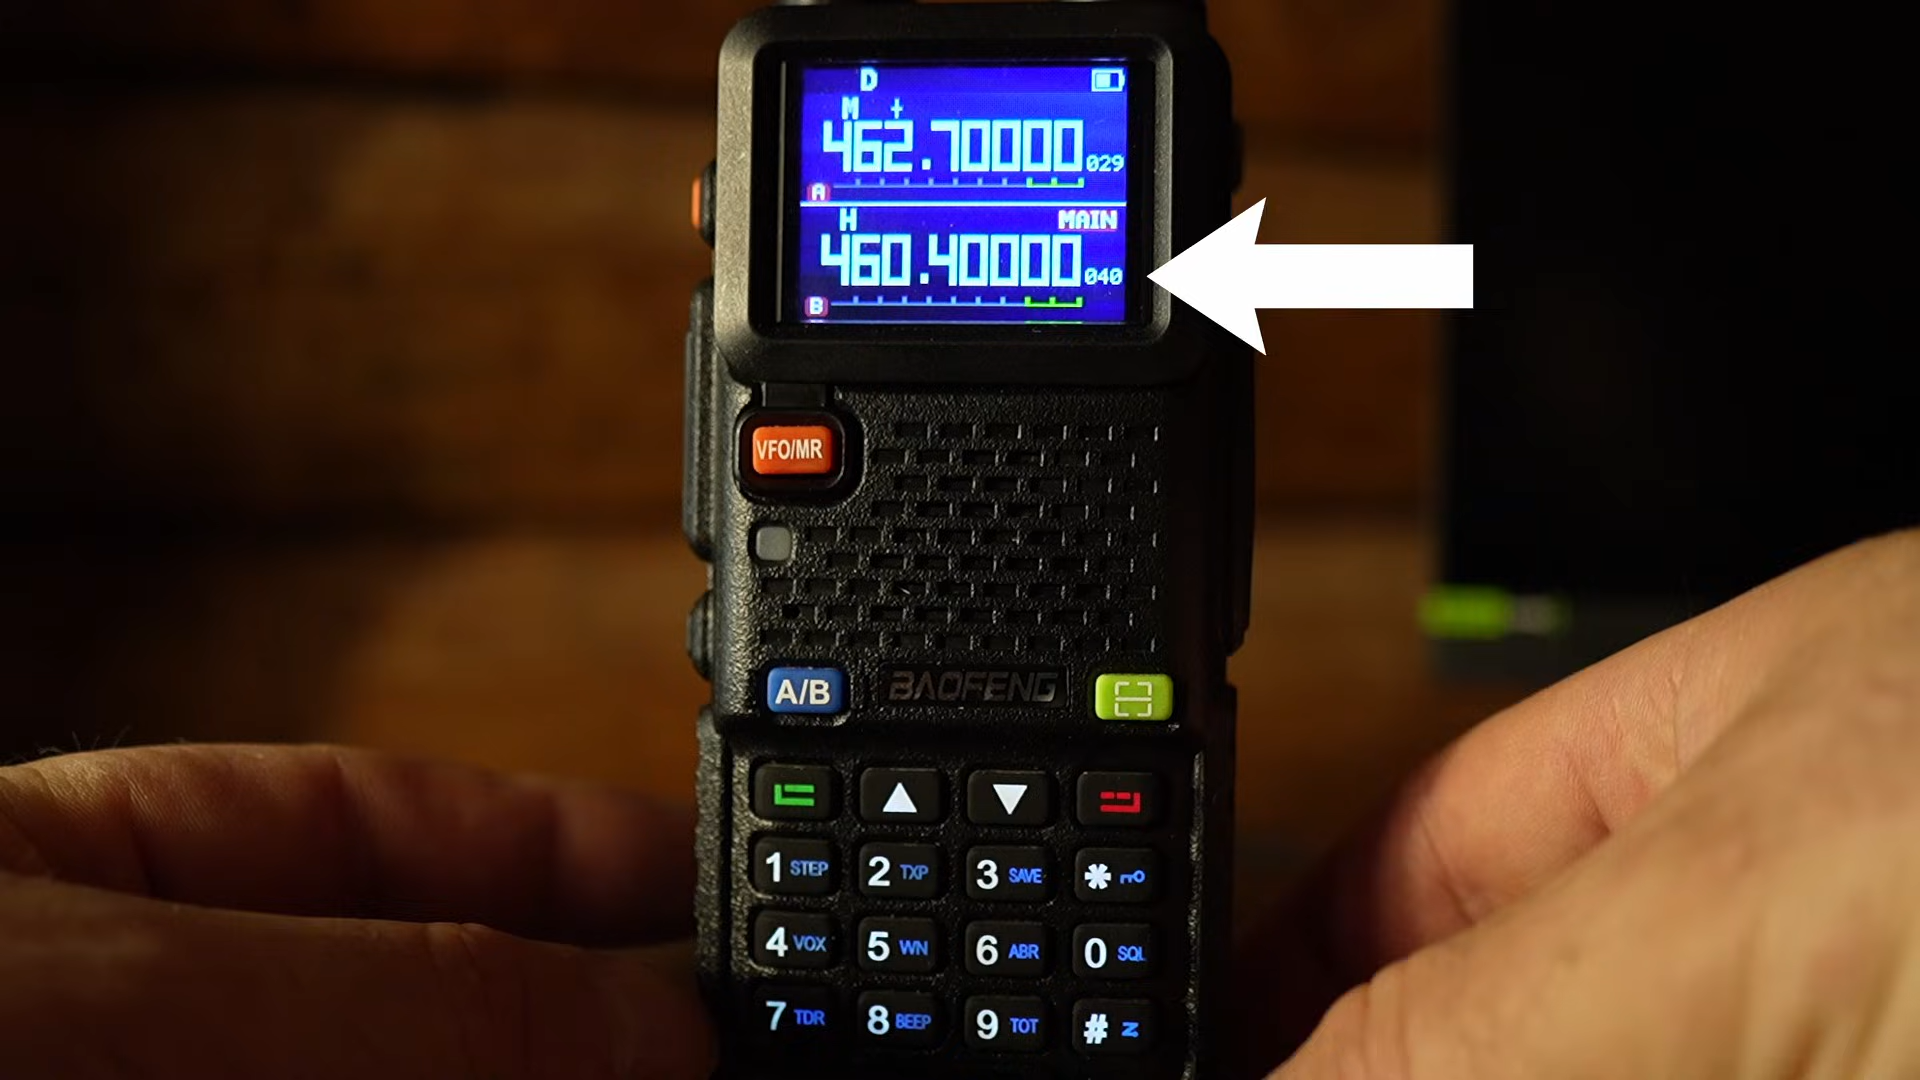 D
M +
462.70000 029
A
H MAIN
460.40000 040
B
VFO/MR
A/B BAOFENG
1 STEP 2 TXP 3 SAVE *
4 VOX 5 WN 6 ABR 0 SQL
7 TDR 8 BEEP 9 TOT #